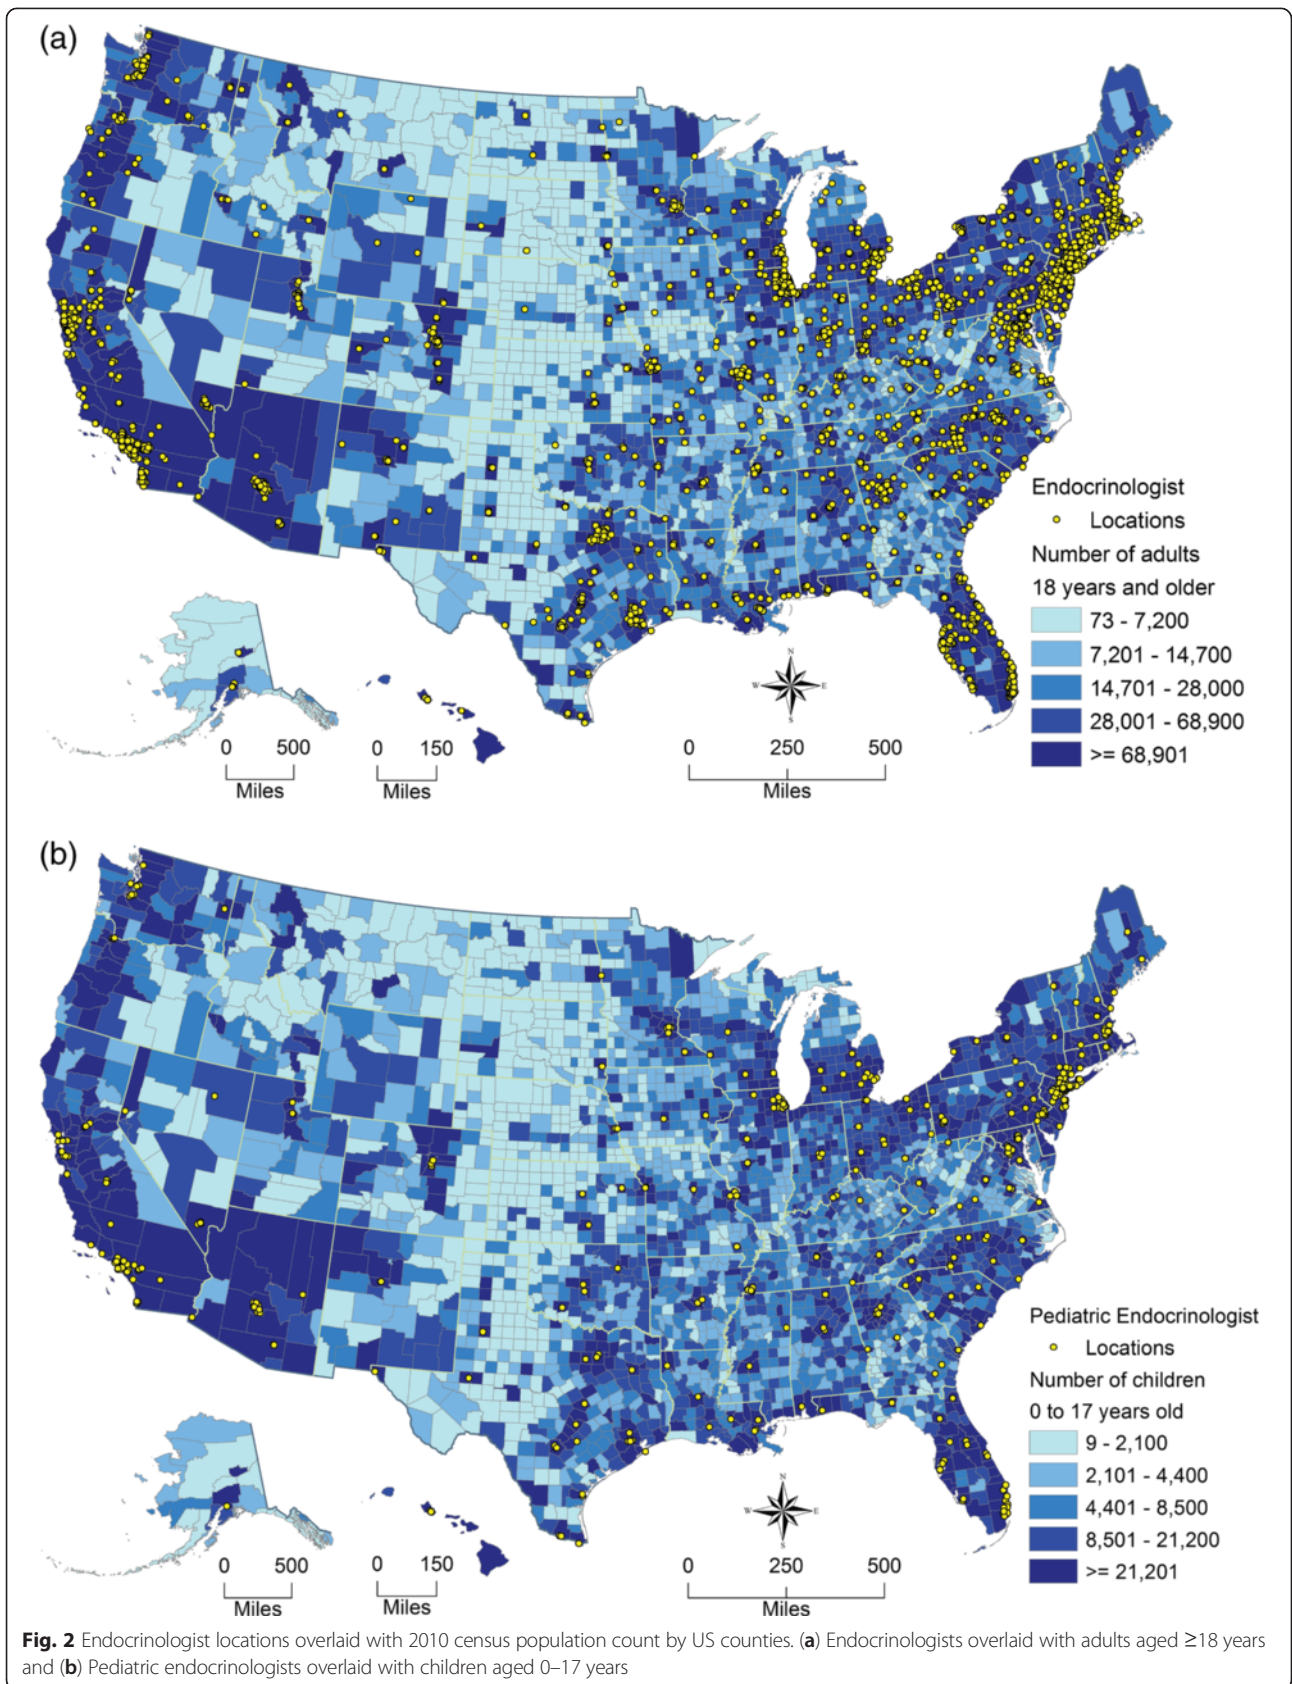 (a)
Endocrinologist
Locations
Number of adults
18 years and older
73 - 7,200
7,201 - 14,700
14,701 - 28,000
28,001 - 68,900
>= 68,901
N
W E
S
0 500
Miles
0 150
Miles
0 250 500
Miles
(b)
Pediatric Endocrinologist
Locations
Number of children
0 to 17 years old
9 - 2,100
2,101 - 4,400
4,401 - 8,500
8,501 - 21,200
>= 21,201
N
W E
S
0 500
Miles
0 150
Miles
0 250 500
Miles
Fig. 2 Endocrinologist locations overlaid with 2010 census population count by US counties. (a) Endocrinologists overlaid with adults aged ≥18 years
and (b) Pediatric endocrinologists overlaid with children aged 0–17 years